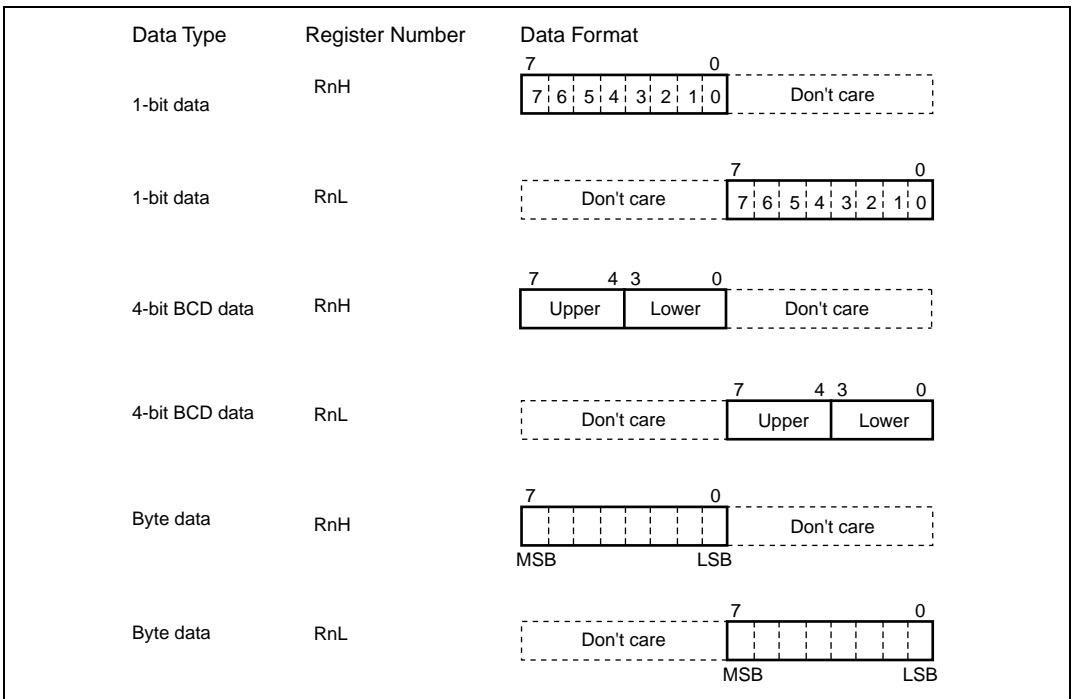 Data Type Register Number Data Format
7 0
1-bit data RnH 7 6 5 4 3 2 1 0 Don't care
7 0
1-bit data RnL Don't care 7 6 5 4 3 2 1 0
7 4 3 0
4-bit BCD data RnH Upper Lower Don't care
7 4 3 0
4-bit BCD data RnL Don't care Upper Lower
7 0
Byte data RnH Don't care
MSB LSB
7 0
Byte data RnL Don't care
MSB LSB